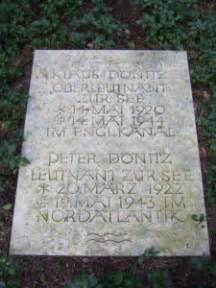 KLAUS DÖNITZ
OBERLEUTNANT
ZUR SEE
* 14. MAI 1920
✝ 14. MAI 1944
IM ENGL. KANAL
PETER DÖNITZ
LEUTNANT ZUR SEE
* 20. MÄRZ 1922
✝ 19. MAI 1943 IM
NORDATLANTIK